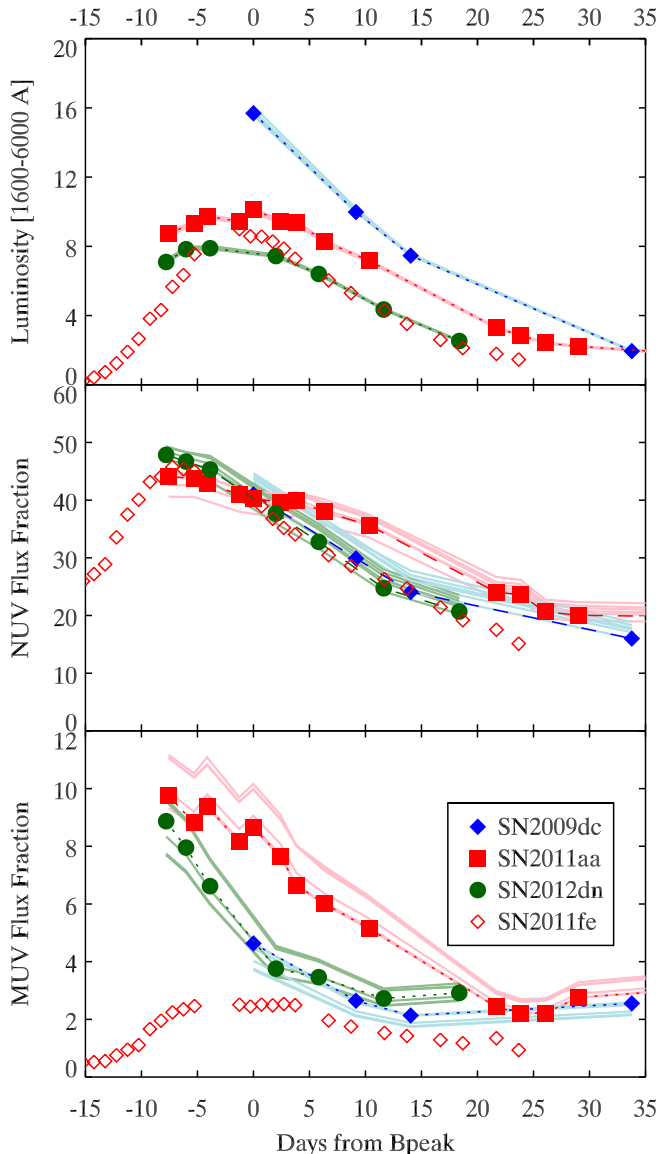 -15 -10 -5 0 5 10 15 20 25 30 35
20
16
12
8
4
0
Luminosity [1600-6000 A]
60
50
40
30
20
10
0
NUV Flux Fraction
12
10
8
6
4
2
0
MUV Flux Fraction
SN2009dc
SN2011aa
SN2012dn
SN2011fe
-15 -10 -5 0 5 10 15 20 25 30 35
Days from Bpeak